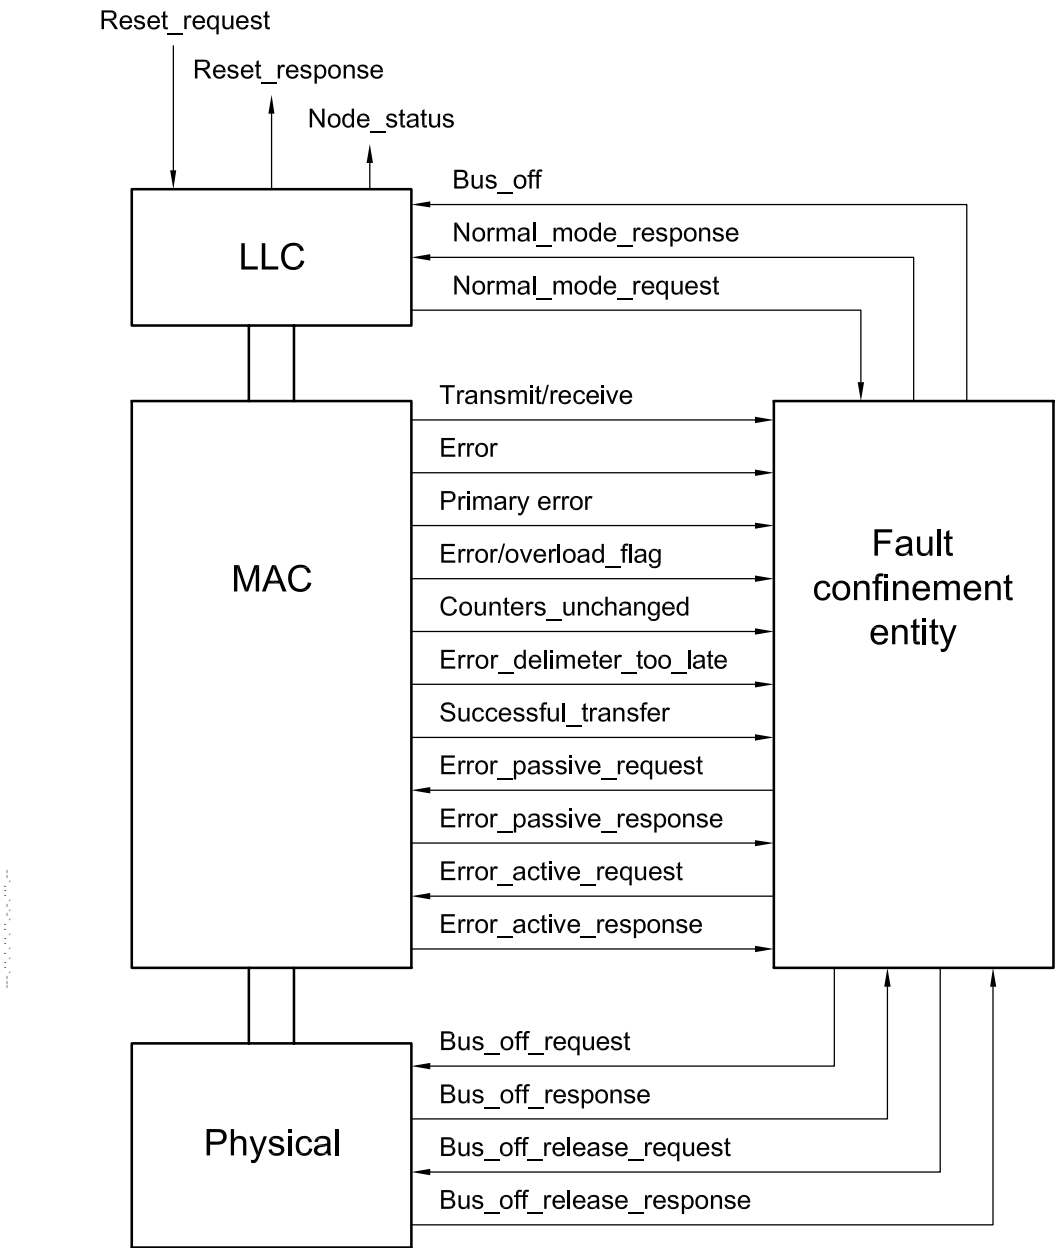 Reset_request
Reset_response
Node_status
Bus_off
Normal_mode_response
LLC
Normal_mode_request
Transmit/receive
Error
Primary error
Error/overload_flag
MAC
Counters_unchanged
Error_delimeter_too_late
Successful_transfer
Error_passive_request
Error_passive_response
Error_active_request
Error_active_response
Fault
confinement
entity
Bus_off_request
Bus_off_response
Physical
Bus_off_release_request
Bus_off_release_response